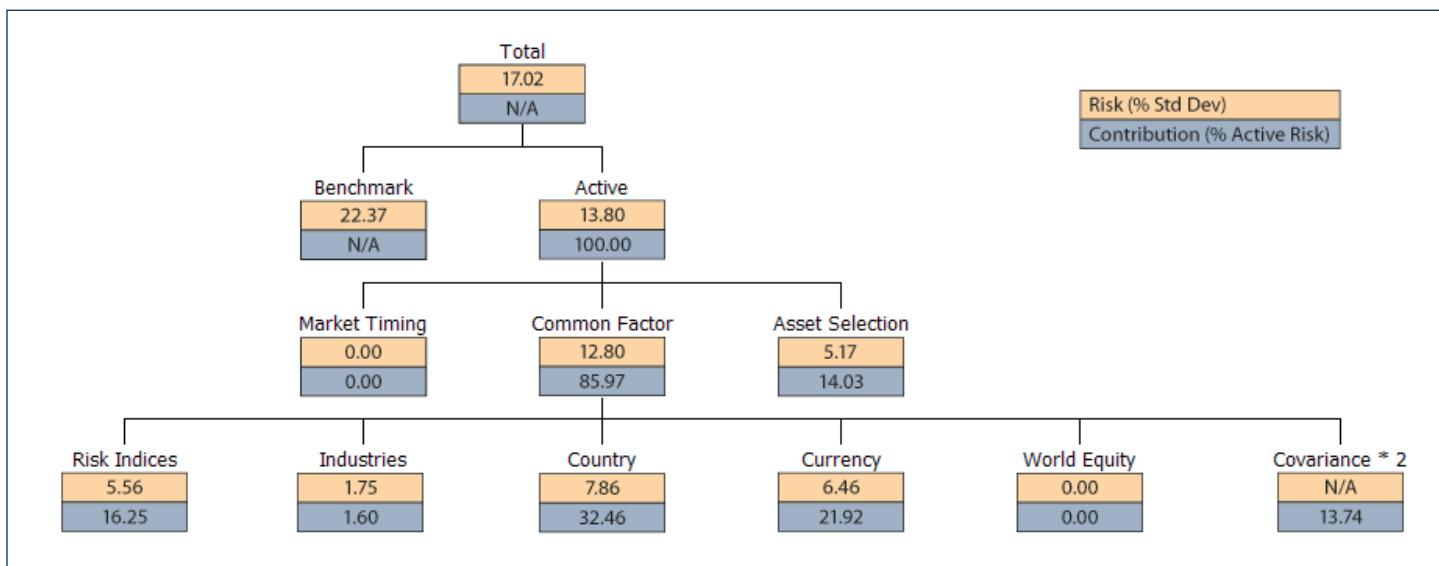 Total
17.02
N/A
Risk (% Std Dev)
Contribution (% Active Risk)
Benchmark
22.37
N/A
Active
13.80
100.00
Market Timing
0.00
0.00
Common Factor
12.80
85.97
Asset Selection
5.17
14.03
Risk Indices
5.56
16.25
Industries
1.75
1.60
Country
7.86
32.46
Currency
6.46
21.92
World Equity
0.00
0.00
Covariance * 2
N/A
13.74